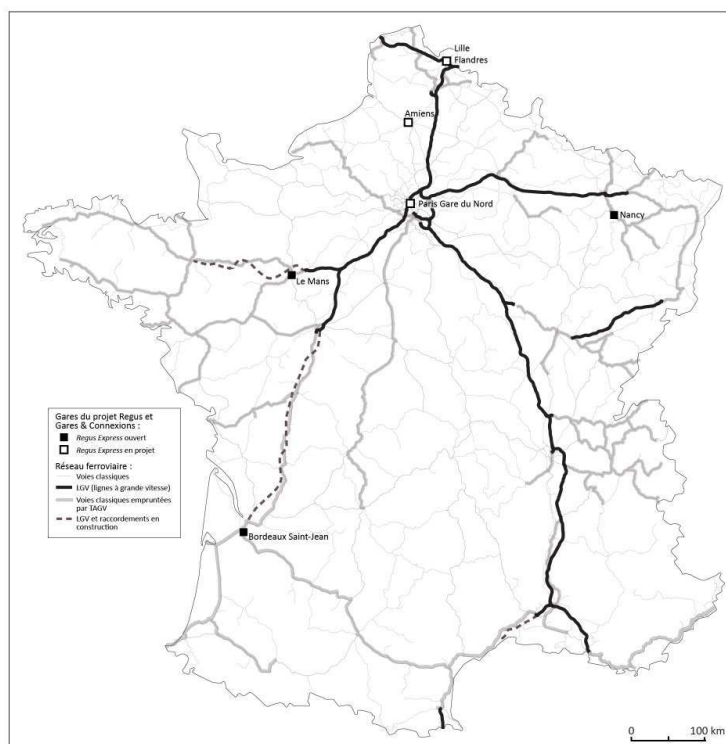 Lille
Flandres
Amiens
Paris Gare du Nord
Nancy
Le Mans
Gares du projet Regus et
Gares & Connexions :
Regus Express ouvert
Regus Express en projet
Réseau ferroviaire :
Voies classiques
LGV (lignes à grande vitesse)
Voies classiques empruntées
par TAGV
LGV et raccordements en
construction
Bordeaux Saint-Jean
0 100 km